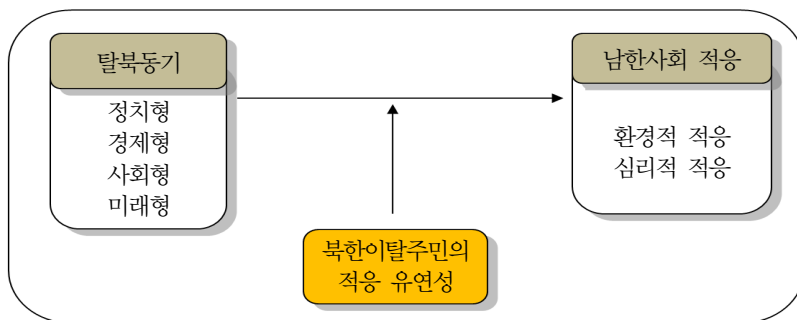 탈북동기
정치형
경제형
사회형
미래형
남한사회 적응
환경적 적응
심리적 적응
북한이탈주민의
적응 유연성